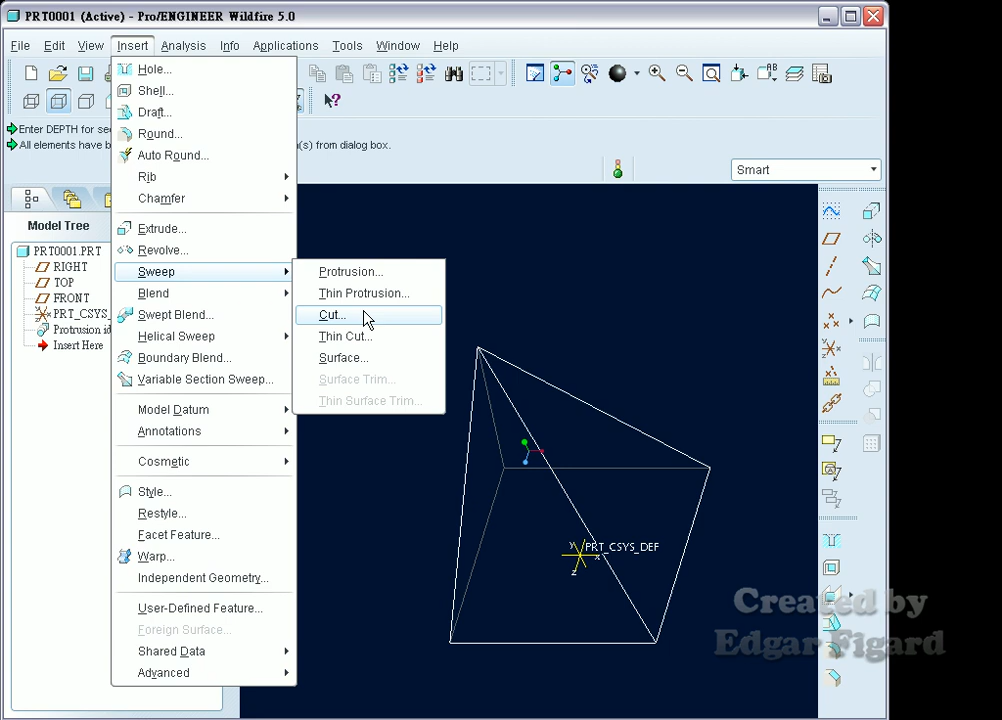 PRT0001 (Active) - Pro/ENGINEER Wildfire 5.0
File Edit View Insert Analysis Info Applications Tools Window Help
Enter DEPTH for se
All elements have b
n(s) from dialog box.
Smart
Model Tree
PRT0001.PRT
RIGHT
TOP
FRONT
PRT_CSYS_
Protrusion id
Insert Here
Hole...
Shell...
Draft...
Round...
Auto Round...
Rib
Chamfer
Extrude...
Revolve...
Sweep
Blend
Swept Blend...
Helical Sweep
Boundary Blend...
Variable Section Sweep...
Model Datum
Annotations
Cosmetic
Style...
Restyle...
Facet Feature...
Warp...
Independent Geometry...
User-Defined Feature...
Foreign Surface...
Shared Data
Advanced
Protrusion...
Thin Protrusion...
Cut...
Thin Cut...
Surface...
Surface Trim...
Thin Surface Trim...
Y PRT_CSYS_DEF
X
Z
Created by
Edgar Figard